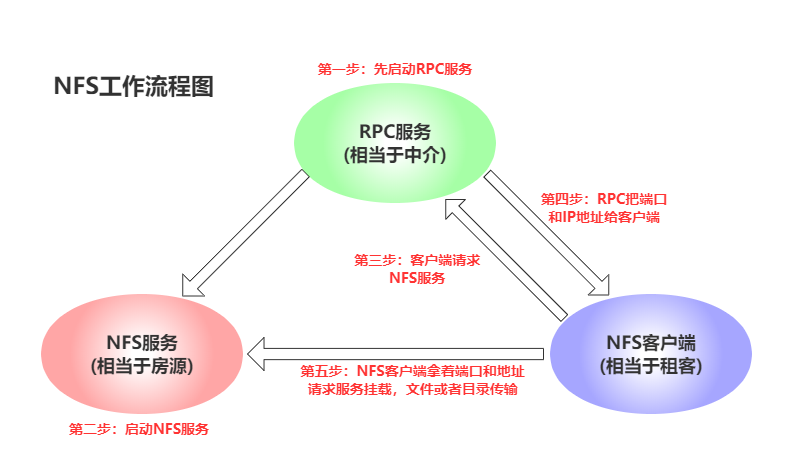 第一步：先启动RPC服务
NFS工作流程图
RPC服务
(相当于中介)
第四步：RPC把端口
和IP地址给客户端
第三步：客户端请求
NFS服务
NFS服务
(相当于房源)
NFS客户端
(相当于租客)
第五步：NFS客户端拿着端口和地址
请求服务挂载，文件或者目录传输
第二步：启动NFS服务